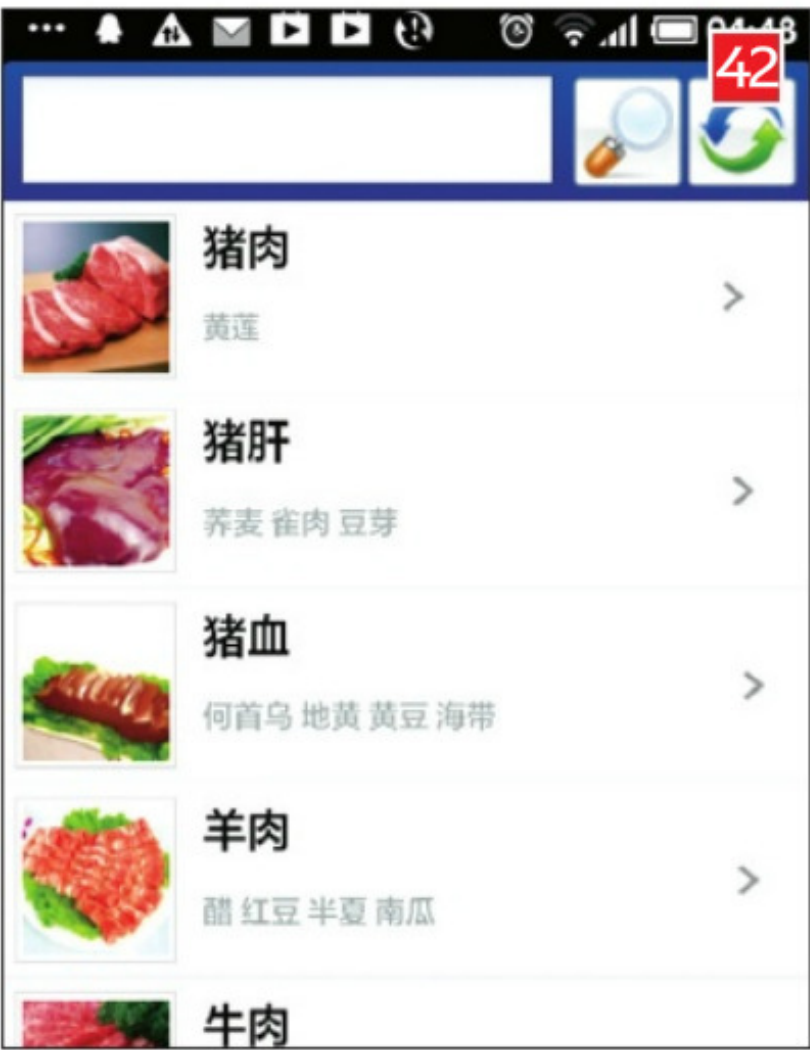 42
猪肉
黄莲
猪肝
荞麦 雀肉 豆芽
猪血
何首乌 地黄 黄豆 海带
羊肉
醋 红豆 半夏 南瓜
牛肉